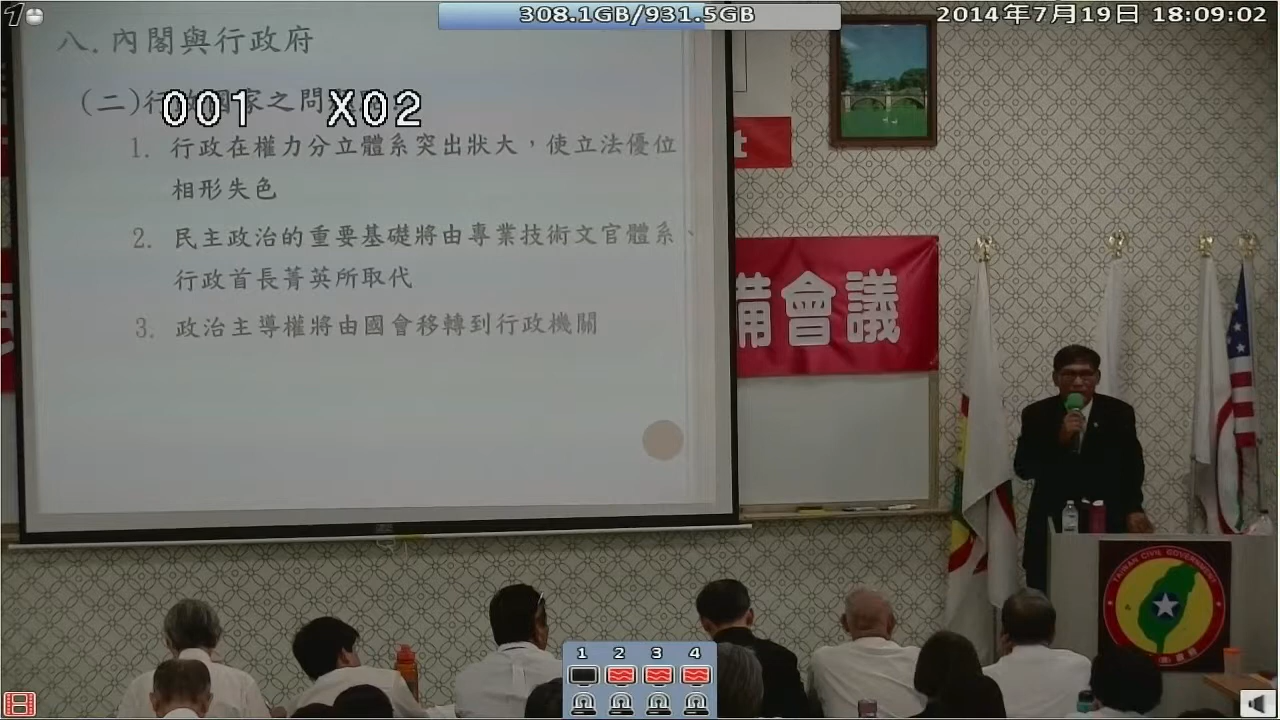 308.1GB/931.5GB
2014年7月19日 18:09:02
八.內閣與行政府
001 X02
(二)行 國家之問
1. 行政在權力分立體系突出狀大，使立法優位
相形失色
2. 民主政治的重要基礎將由專業技術文官體系、
行政首長菁英所取代
3. 政治主導權將由國會移轉到行政機關
t
備會議
TAIWAN CIVIL GOVERNMENT
1 2 3 4